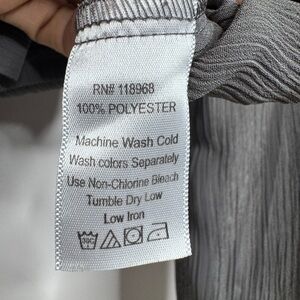 RN# 118968
100% POLYESTER
Machine Wash Cold
Wash colors Separately
Use Non-Chlorine Bleach
Tumble Dry Low
Low Iron